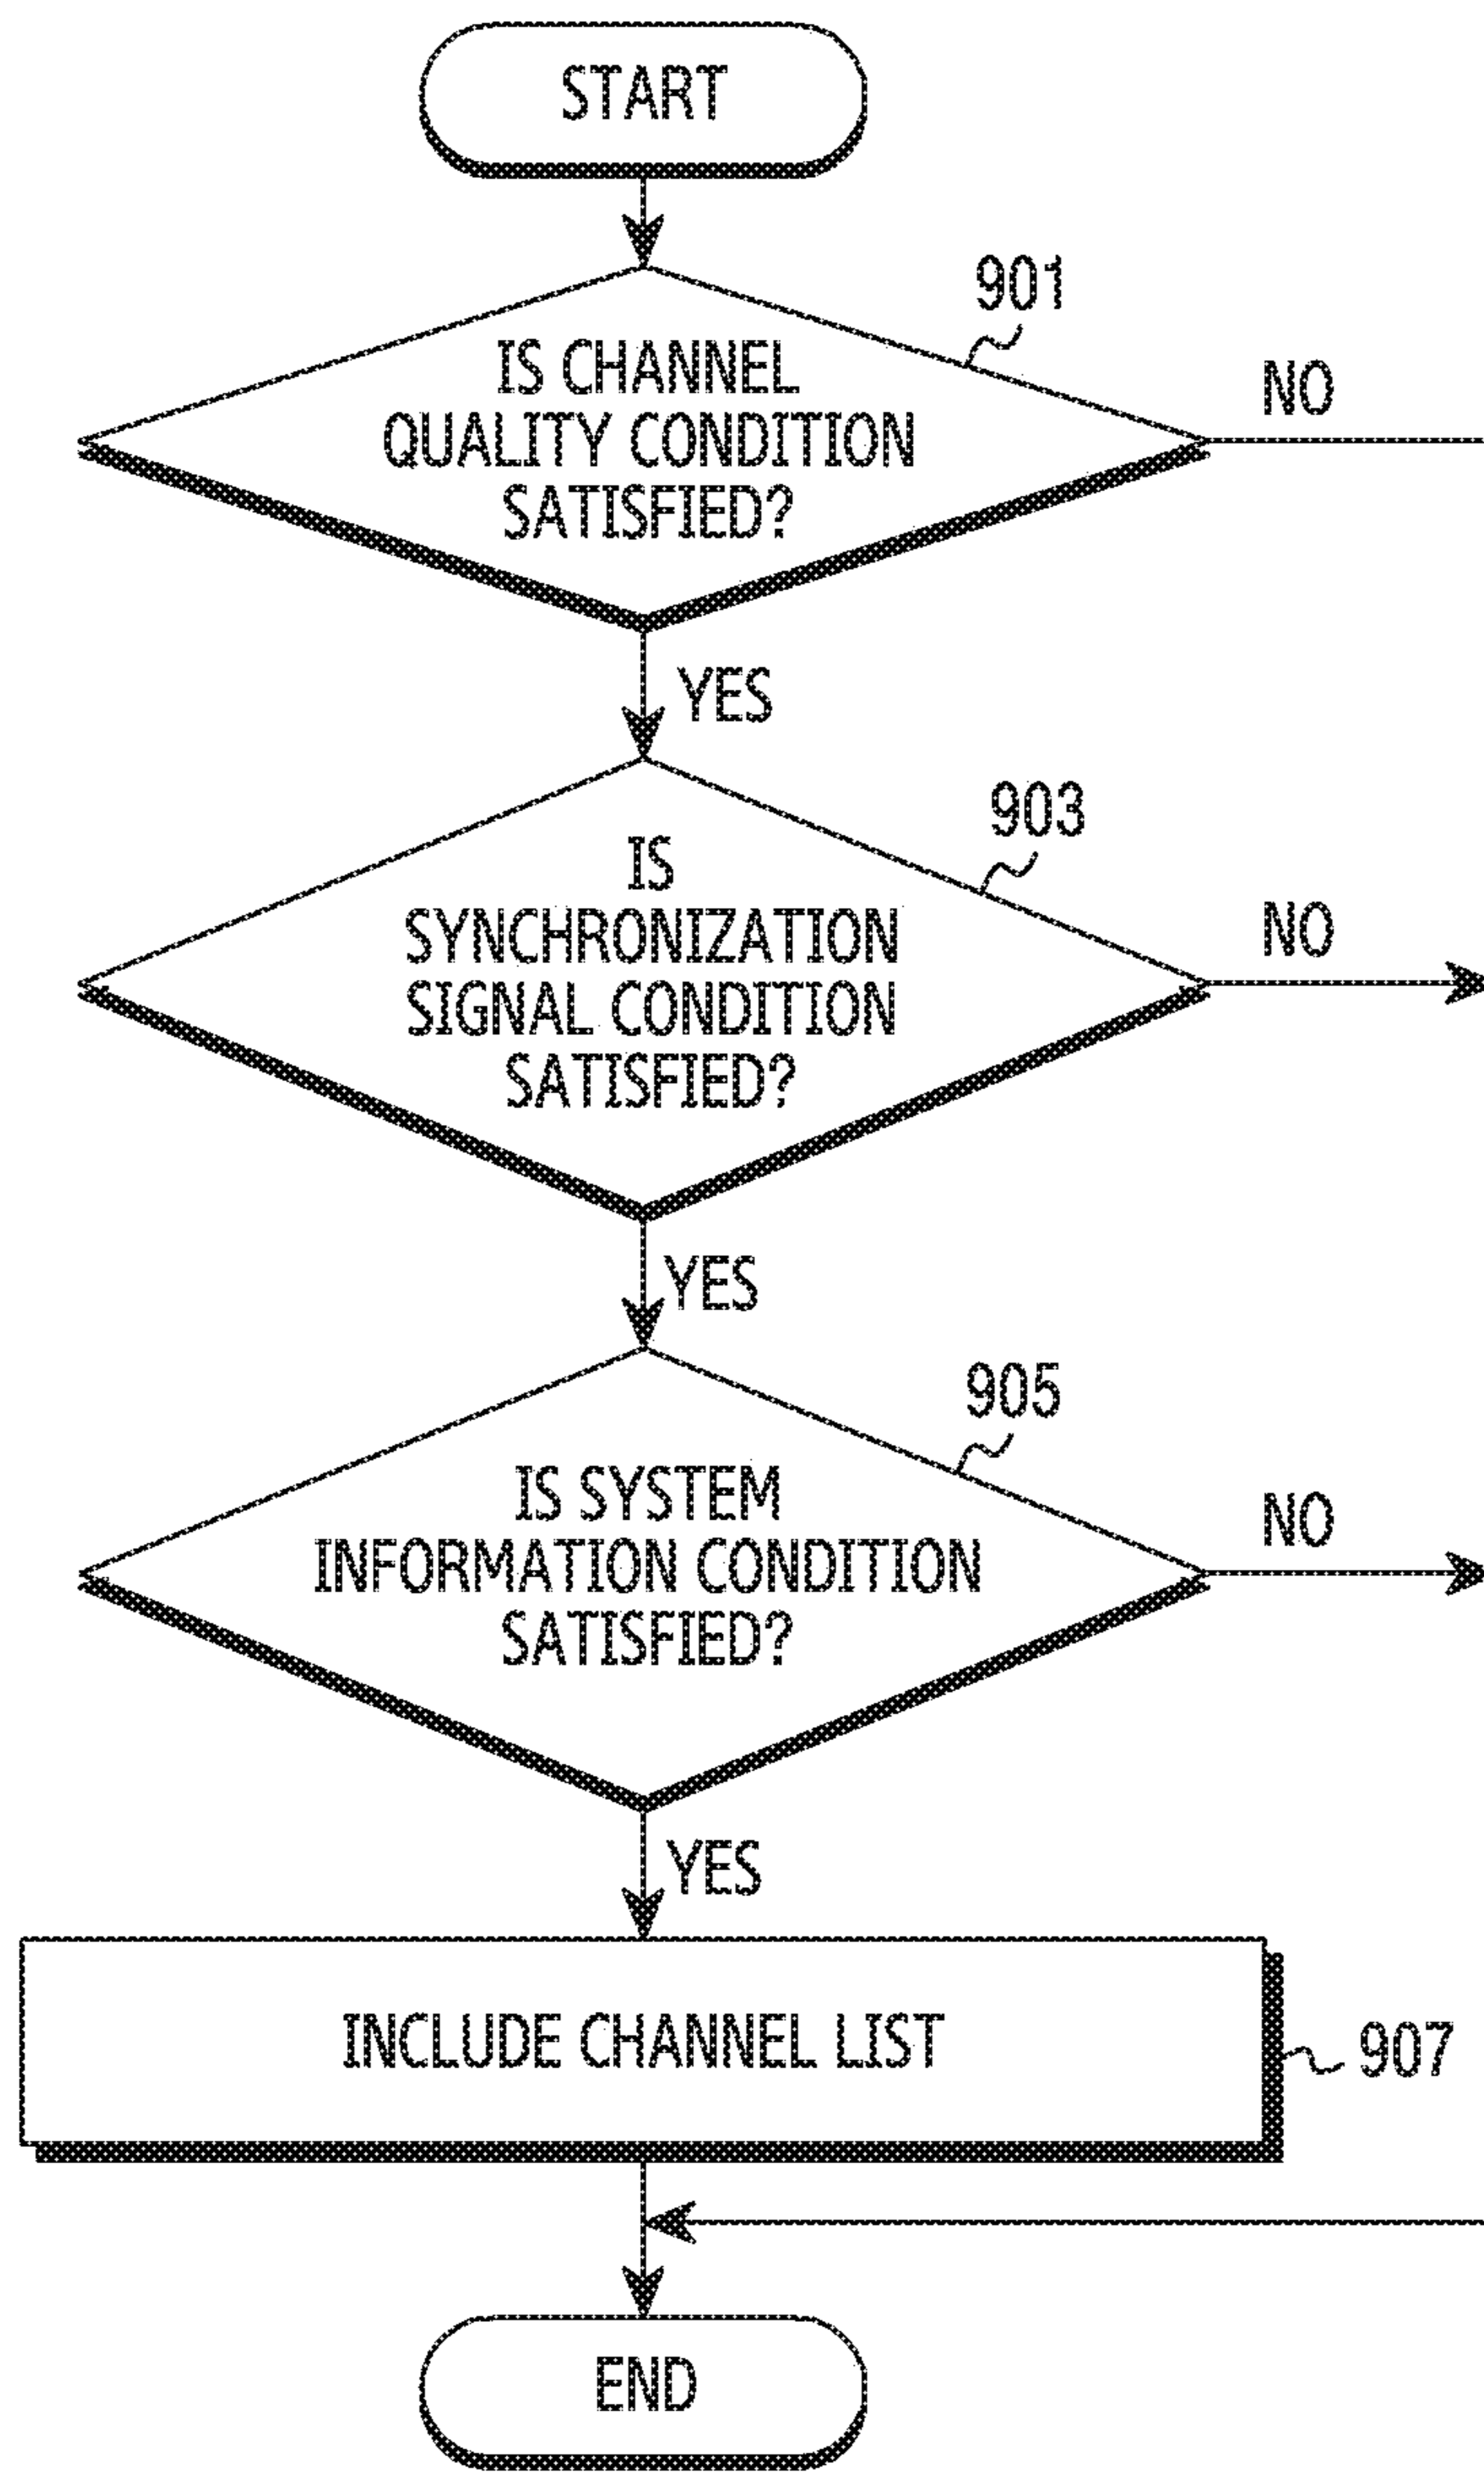 START
901
IS CHANNEL
QUALITY CONDITION
SATISFIED?
NO
YES
903
IS
SYNCHRONIZATION
SIGNAL CONDITION
SATISFIED?
NO
YES
905
IS SYSTEM
INFORMATION CONDITION
SATISFIED?
NO
YES
INCLUDE CHANNEL LIST
907
END